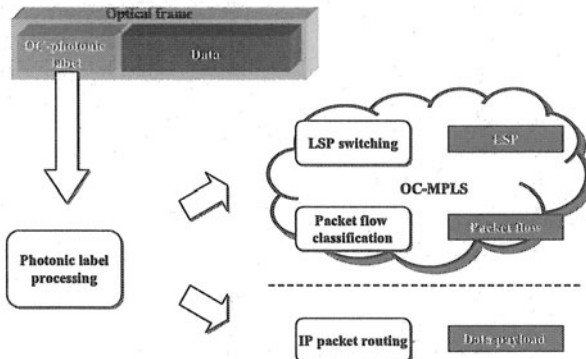 Optical frame
OC-photonic
label
Data
LSP switching
LSP
OC-MPLS
Packet flow
classification
Packet flow
Photonic label
processing
IP packet routing
Data payload